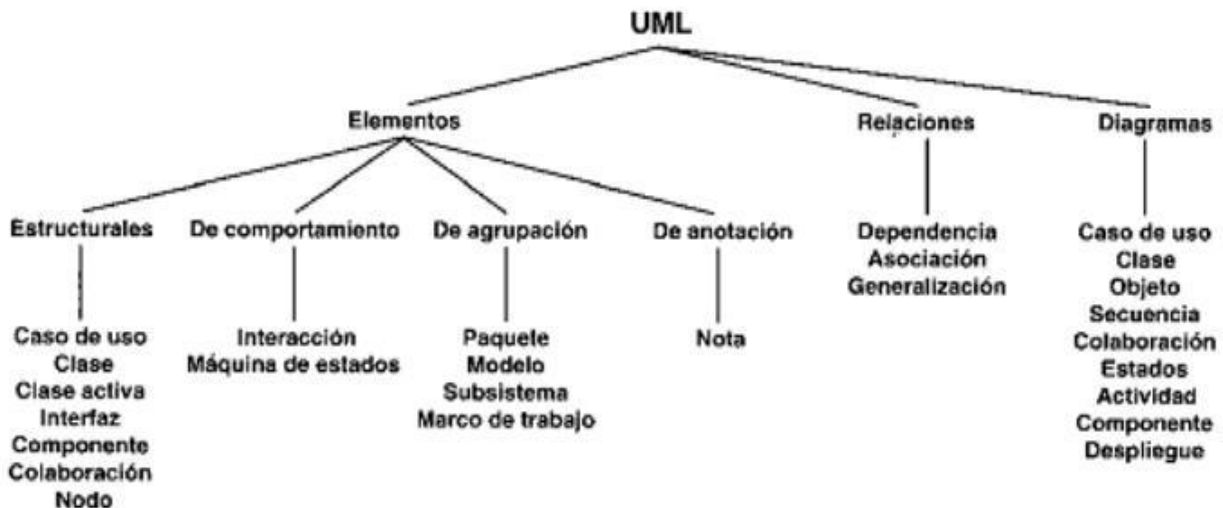 UML
Elementos
Relaciones
Diagramas
Estructurales
De comportamiento
De agrupación
De anotación
Dependencia
Asociación
Generalización
Caso de uso
Clase
Objeto
Secuencia
Colaboración
Estados
Actividad
Componente
Despliegue
Caso de uso
Clase
Clase activa
Interfaz
Componente
Colaboración
Nodo
Interacción
Máquina de estados
Paquete
Modelo
Subsistema
Marco de trabajo
Nota